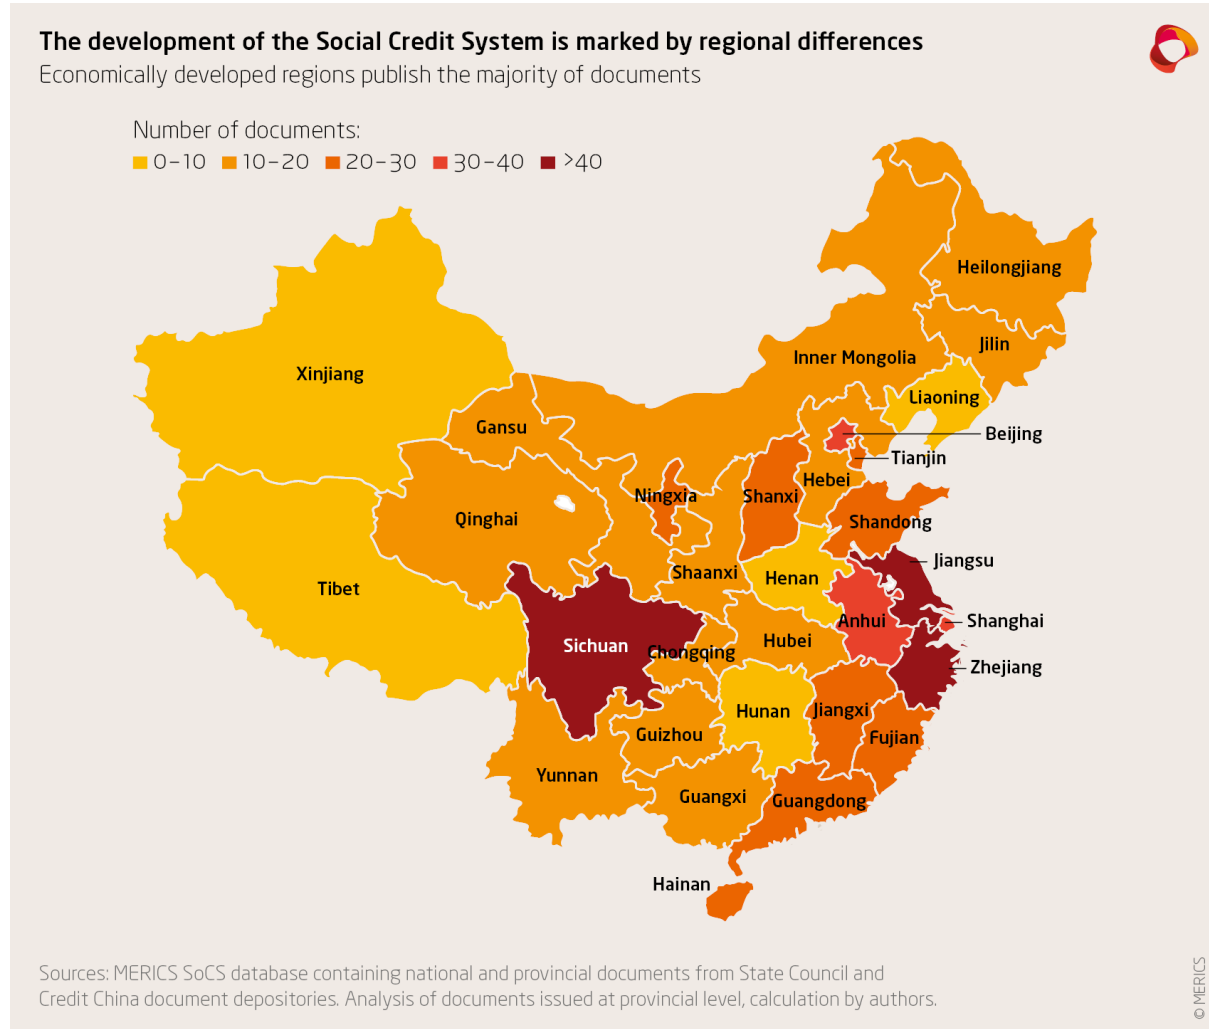 The development of the Social Credit System is marked by regional differences
Economically developed regions publish the majority of documents
Number of documents:
0–10 10–20 20–30 30–40 >40
Heilongjiang
Jilin
Inner Mongolia
Xinjiang
Liaoning
Gansu
Beijing
Tianjin
Hebei
Ningxia
Shanxi
Qinghai
Shandong
Jiangsu
Shaanxi
Henan
Tibet
Anhui
Shanghai
Hubei
Sichuan
Chongqing
Zhejiang
Hunan
Jiangxi
Guizhou
Fujian
Yunnan
Guangxi
Guangdong
Hainan
Sources: MERICS SoCS database containing national and provincial documents from State Council and
Credit China document depositories. Analysis of documents issued at provincial level, calculation by authors.
© MERICS